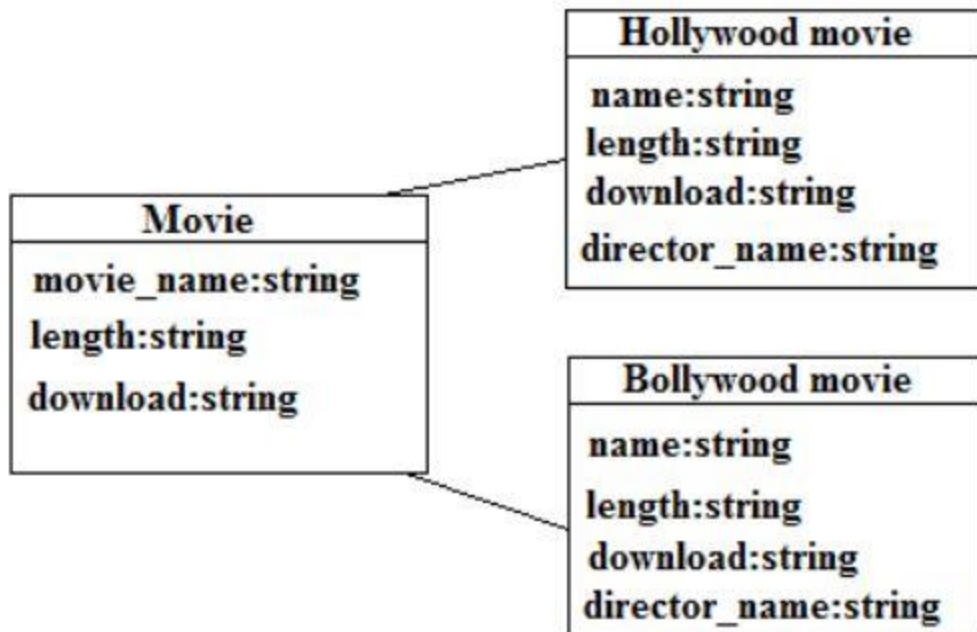 Movie
movie_name:string
length:string
download:string
Hollywood movie
name:string
length:string
download:string
director_name:string
Bollywood movie
name:string
length:string
download:string
director_name:string